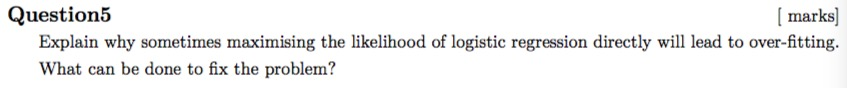 Question5 [ marks]
Explain why sometimes maximising the likelihood of logistic regression directly will lead to over-fitting.
What can be done to fix the problem?